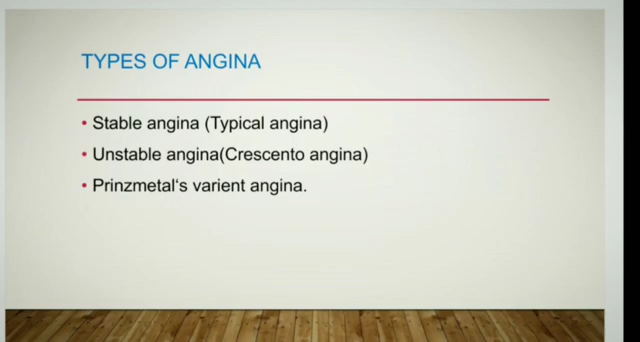 TYPES OF ANGINA
• Stable angina (Typical angina)
• Unstable angina(Crescento angina)
• Prinzmetal‘s varient angina.